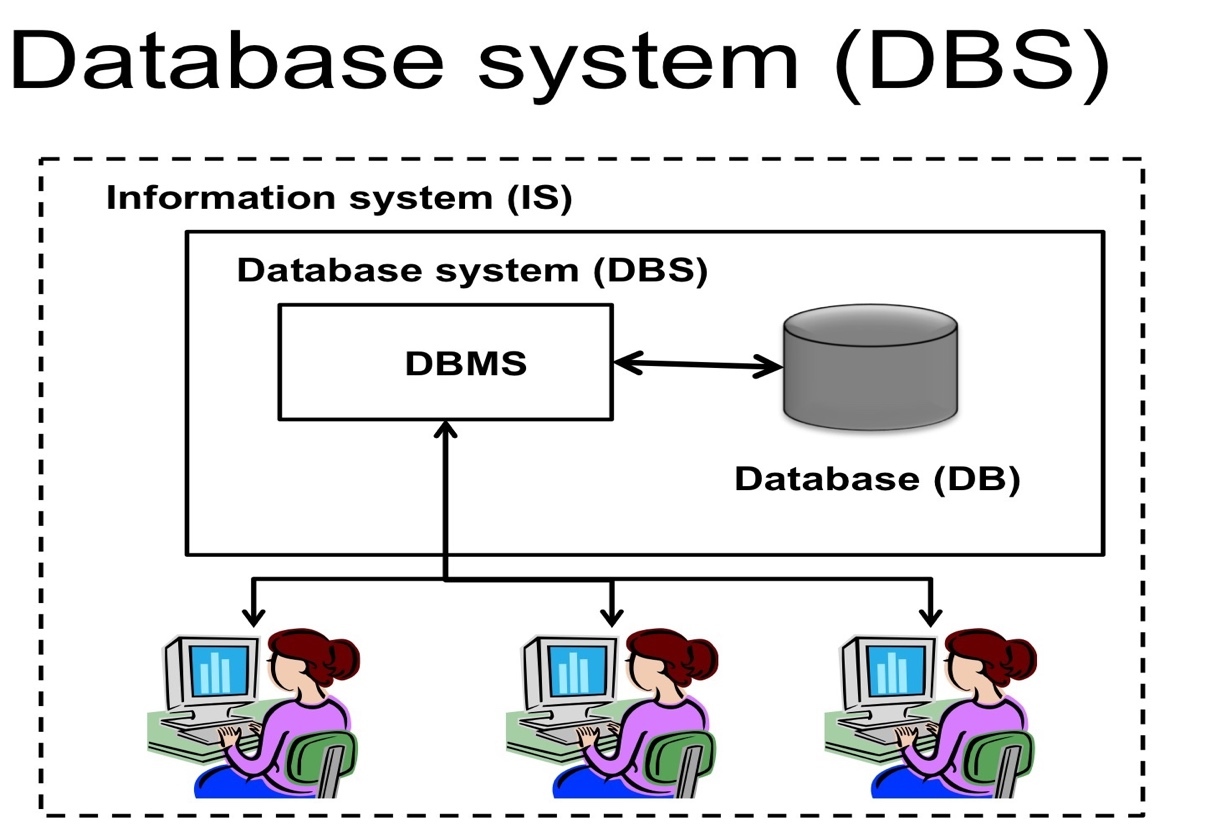 Database system (DBS)
Information system (IS)
Database system (DBS)
DBMS
Database (DB)